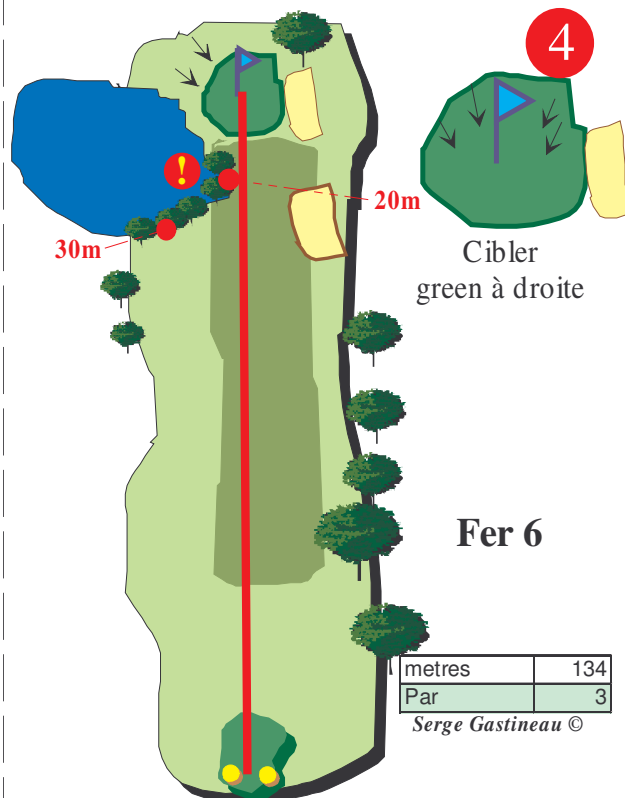 4
!
20m
30m
Cibler
green à droite
Fer 6
metres 134
Par 3
Serge Gastineau ©